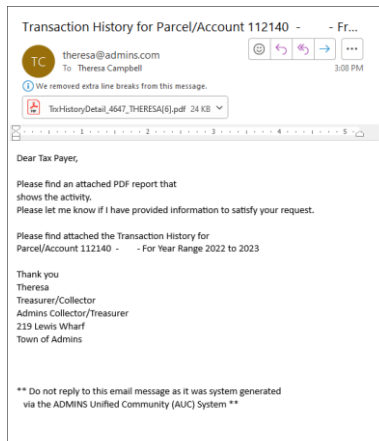 Transaction History for Parcel/Account 112140 - - Fr...
TC
theresa@admins.com
To Theresa Campbell
3:08 PM
We removed extra line breaks from this message.
TrxHistoryDetail_4647_THERESA[6].pdf 24 KB
1 2 3 4 5
Dear Tax Payer,
Please find an attached PDF report that
shows the activity.
Please let me know if I have provided information to satisfy your request.
Please find attached the Transaction History for
Parcel/Account 112140 - - For Year Range 2022 to 2023
Thank you
Theresa
Treasurer/Collector
Admins Collector/Treasurer
219 Lewis Wharf
Town of Admins
** Do not reply to this email message as it was system generated
via the ADMINS Unified Community (AUC) System **